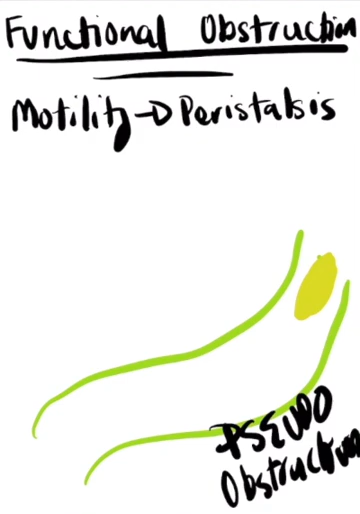 Functional Obstruction
Motility → Peristalsis
PSEUDO
Obstruction